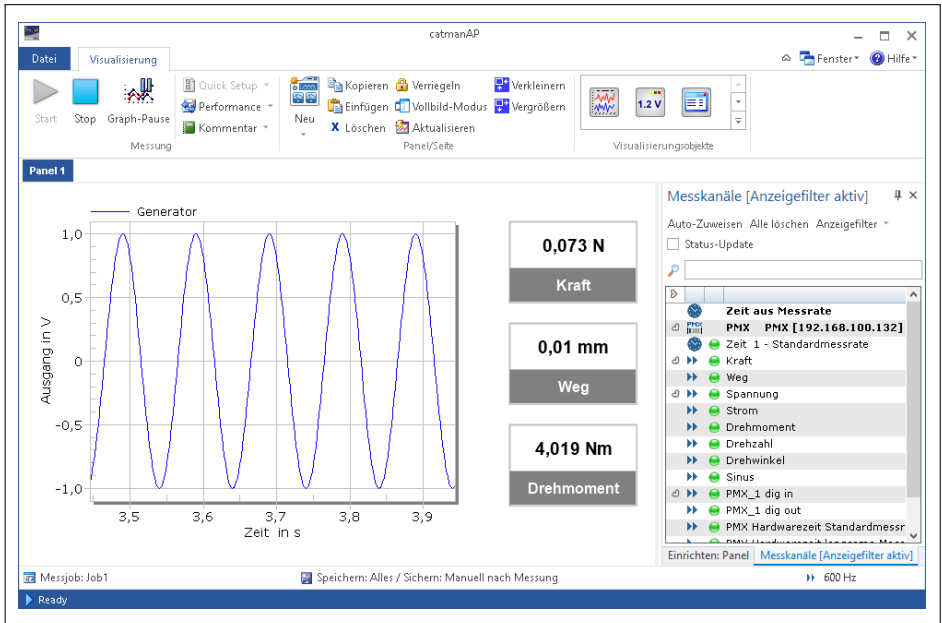 catmanAP
Datei Visualisierung
Fenster Hilfe
Start Stop Graph-Pause
Quick Setup
Performance
Kommentar
Messung
Neu
Kopieren Verriegeln Verkleinern
Einfügen Vollbild-Modus Vergrößern
X Löschen Aktualisieren
Panel/Seite
1.2 V
Visualisierungsobjekte
Panel 1
Generator
Ausgang in V
1,0
0,5
0
-0,5
-1,0
3,5 3,6 3,7 3,8 3,9
Zeit in s
0,073 N
Kraft
0,01 mm
Weg
4,019 Nm
Drehmoment
Messkanäle [Anzeigefilter aktiv]
Auto-Zuweisen Alle löschen Anzeigefilter
Status-Update
Zeit aus Messrate
PMX PMX PMX [192.168.100.132]
Zeit 1 - Standardmessrate
Kraft
Weg
Spannung
Strom
Drehmoment
Drehzahl
Drehwinkel
Sinus
PMX_1 dig in
PMX_1 dig out
PMX Hardwarezeit Standardmessr
Einrichten: Panel Messkanäle [Anzeigefilter aktiv]
Messjob: Job1 Speichern: Alles / Sichern: Manuell nach Messung 600 Hz
Ready